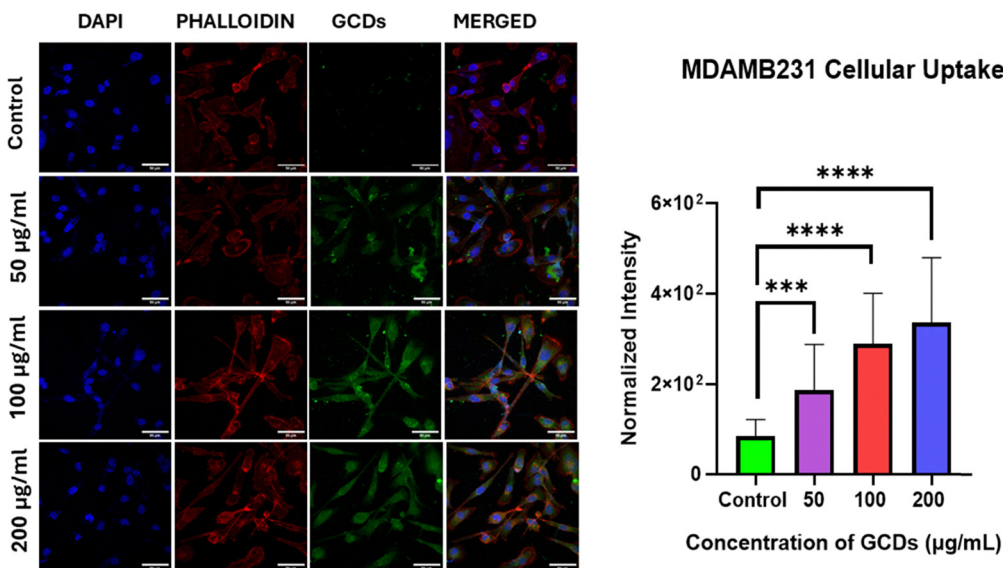 DAPI PHALLOIDIN GCDs MERGED
Control
50 µg/ml
100 µg/ml
200 µg/ml
MDAMB231 Cellular Uptake
****
****
***
Normalized Intensity
6×10²
4×10²
2×10²
0
Control 50 100 200
Concentration of GCDs (µg/mL)